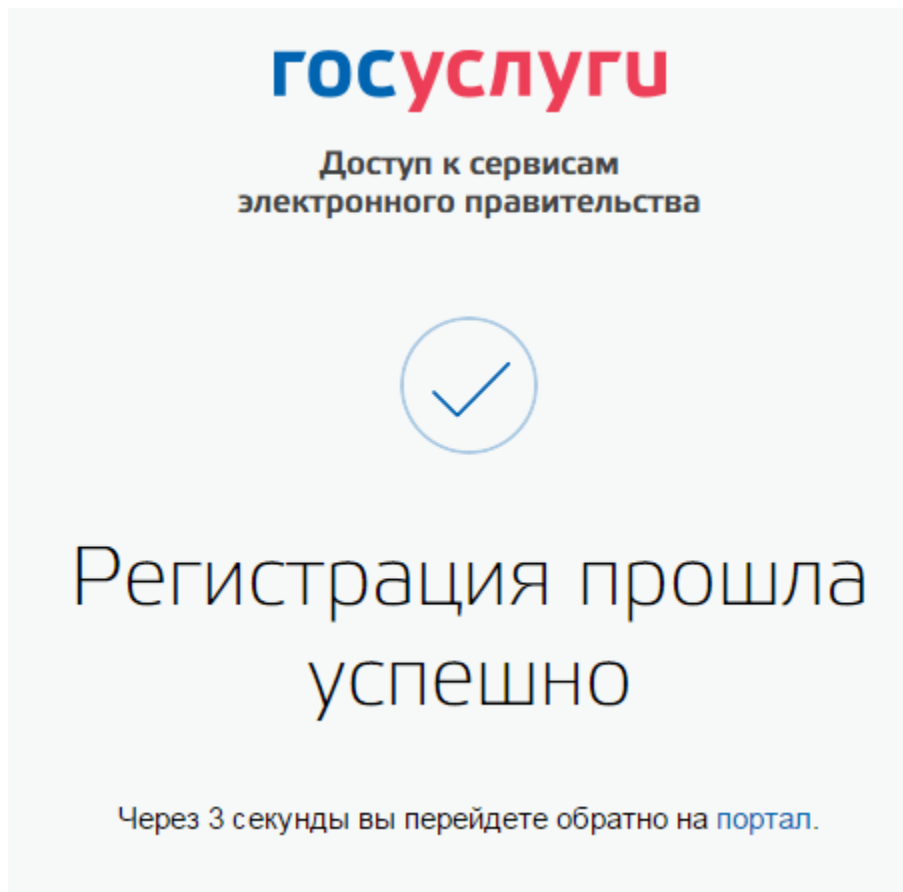 госуслуги
Доступ к сервисам
электронного правительства
Регистрация прошла
успешно
Через 3 секунды вы перейдете обратно на портал.